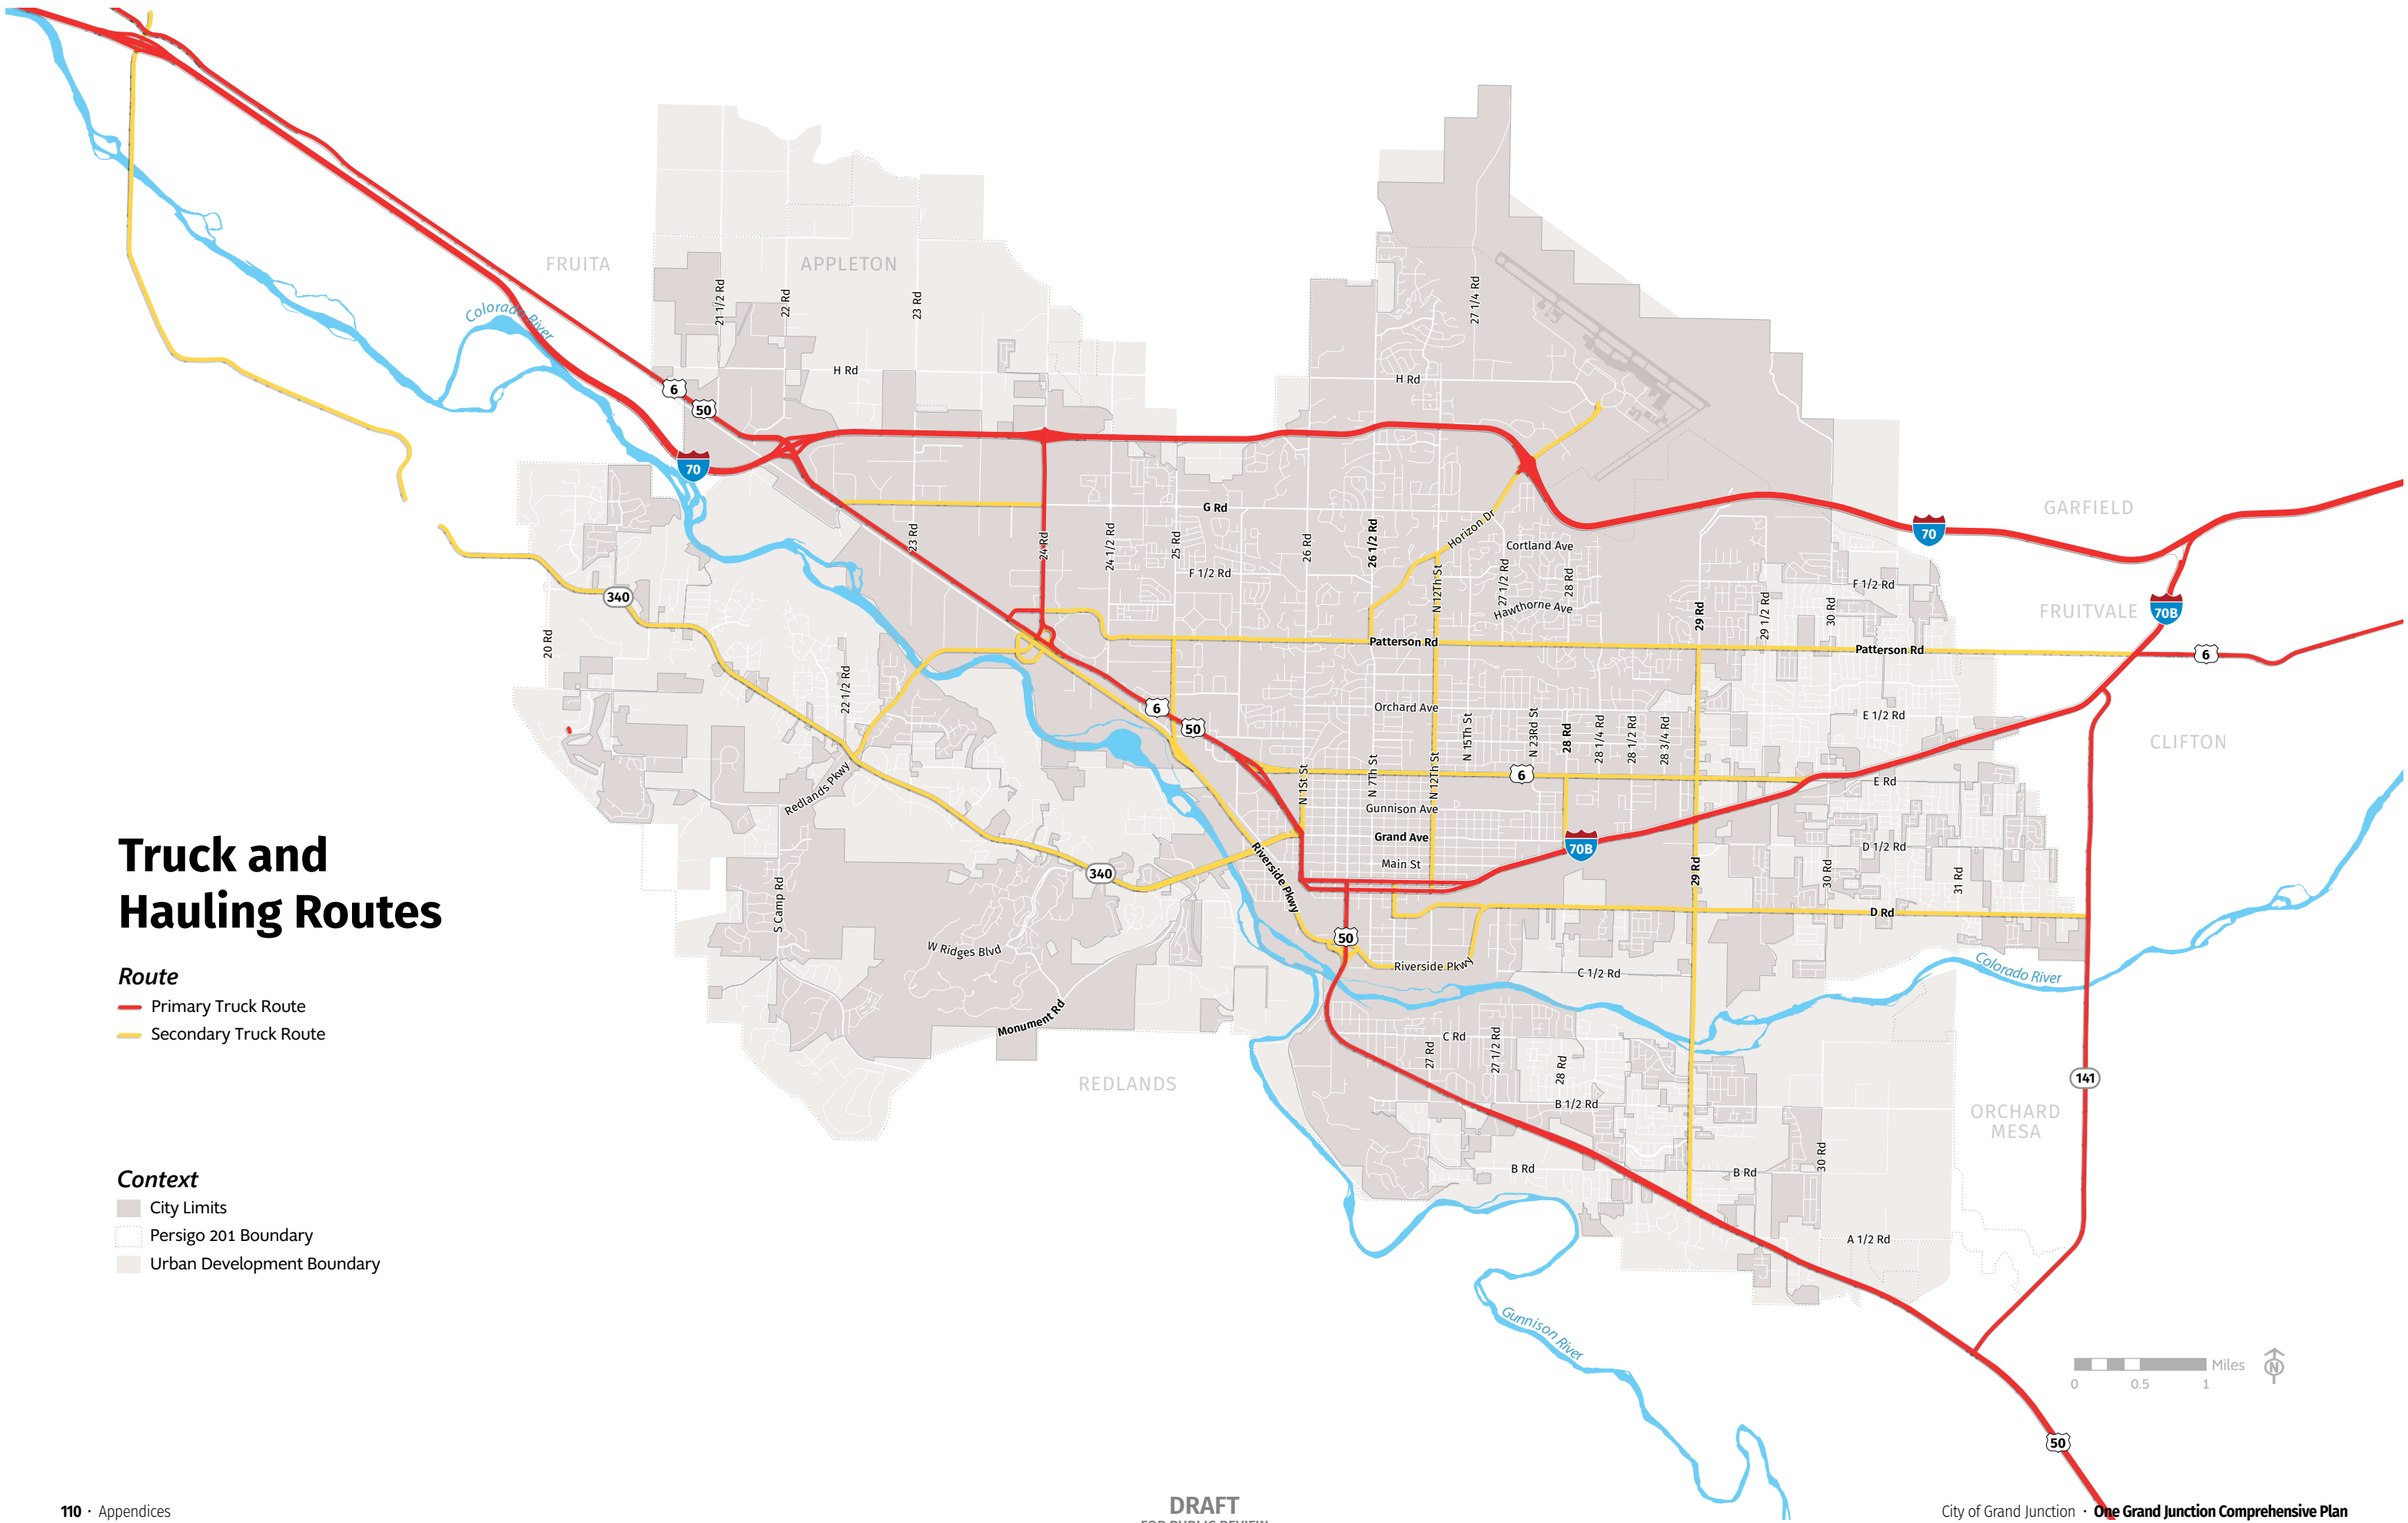 FRUITA
APPLETON
21 1/2 Rd
22 Rd
23 Rd
27 1/4 Rd
Colorado River
H Rd
H Rd
6
50
70
G Rd
GARFIELD
70
23 Rd
24 Rd
24 1/2 Rd
25 Rd
26 Rd
26 1/2 Rd
Horizon Dr
Cortland Ave
F 1/2 Rd
N 12Th St
27 1/2 Rd
28 Rd
Hawthorne Ave
F 1/2 Rd
29 Rd
29 1/2 Rd
30 Rd
FRUITVALE
70B
340
20 Rd
Patterson Rd
Patterson Rd
6
22 1/2 Rd
6
50
Orchard Ave
N 15Th St
N 23Rd St
28 Rd
28 1/4 Rd
28 1/2 Rd
28 3/4 Rd
E 1/2 Rd
CLIFTON
Redlands Pkwy
N 1St St
N 7Th St
N 12Th St
6
E Rd
Gunnison Ave
Grand Ave
Main St
70B
D 1/2 Rd
Truck and
Hauling Routes
340
Riverside Pkwy
29 Rd
30 Rd
31 Rd
S Camp Rd
D Rd
W Ridges Blvd
50
Riverside Pkwy
C 1/2 Rd
Colorado River
Route
Primary Truck Route
Secondary Truck Route
Monument Rd
C Rd
27 Rd
27 1/2 Rd
28 Rd
REDLANDS
B 1/2 Rd
141
ORCHARD
MESA
B Rd
B Rd
30 Rd
Context
City Limits
Persigo 201 Boundary
Urban Development Boundary
A 1/2 Rd
Gunnison River
Miles
N
0 0.5 1
50
110 · Appendices
DRAFT
FOR PUBLIC REVIEW
City of Grand Junction · One Grand Junction Comprehensive Plan